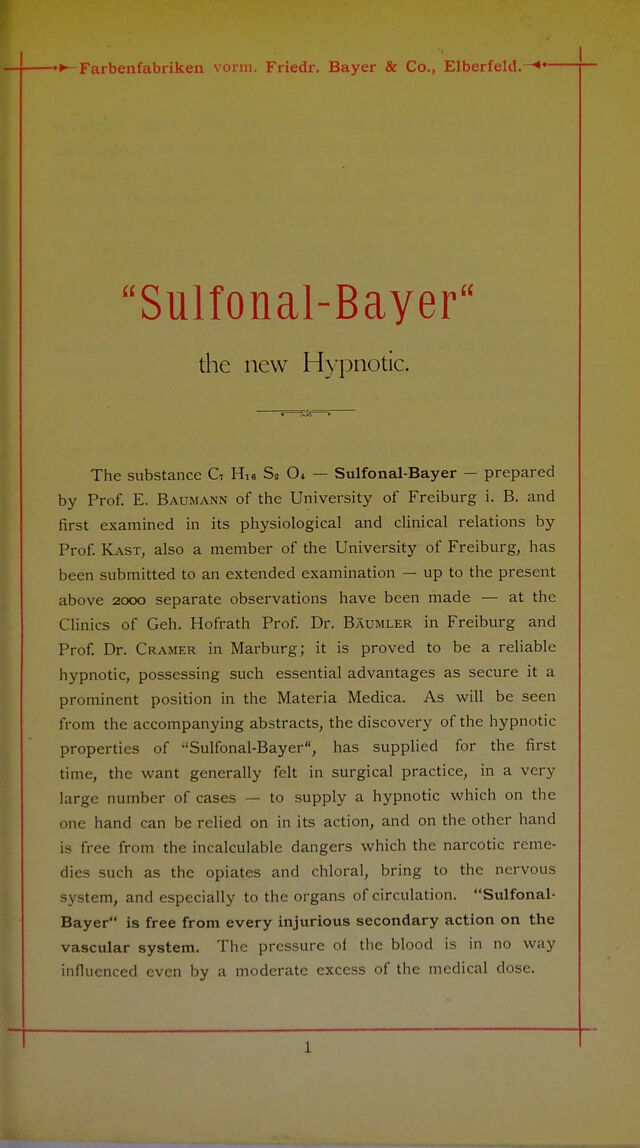 Farbenfabriken vorm. Friedr. Bayer & Co., Elberfeld.
“Sulfonal-Bayer“
the new Hypnotic.
The substance C₇ H₁₆ S₂ O₄ — Sulfonal-Bayer — prepared
by Prof. E. BAUMANN of the University of Freiburg i. B. and
first examined in its physiological and clinical relations by
Prof. KAST, also a member of the University of Freiburg, has
been submitted to an extended examination — up to the present
above 2000 separate observations have been made — at the
Clinics of Geh. Hofrath Prof. Dr. BÄUMLER in Freiburg and
Prof. Dr. CRAMER in Marburg; it is proved to be a reliable
hypnotic, possessing such essential advantages as secure it a
prominent position in the Materia Medica. As will be seen
from the accompanying abstracts, the discovery of the hypnotic
properties of “Sulfonal-Bayer“, has supplied for the first
time, the want generally felt in surgical practice, in a very
large number of cases — to supply a hypnotic which on the
one hand can be relied on in its action, and on the other hand
is free from the incalculable dangers which the narcotic reme-
dies such as the opiates and chloral, bring to the nervous
system, and especially to the organs of circulation. “Sulfonal-
Bayer“ is free from every injurious secondary action on the
vascular system. The pressure of the blood is in no way
influenced even by a moderate excess of the medical dose.
1